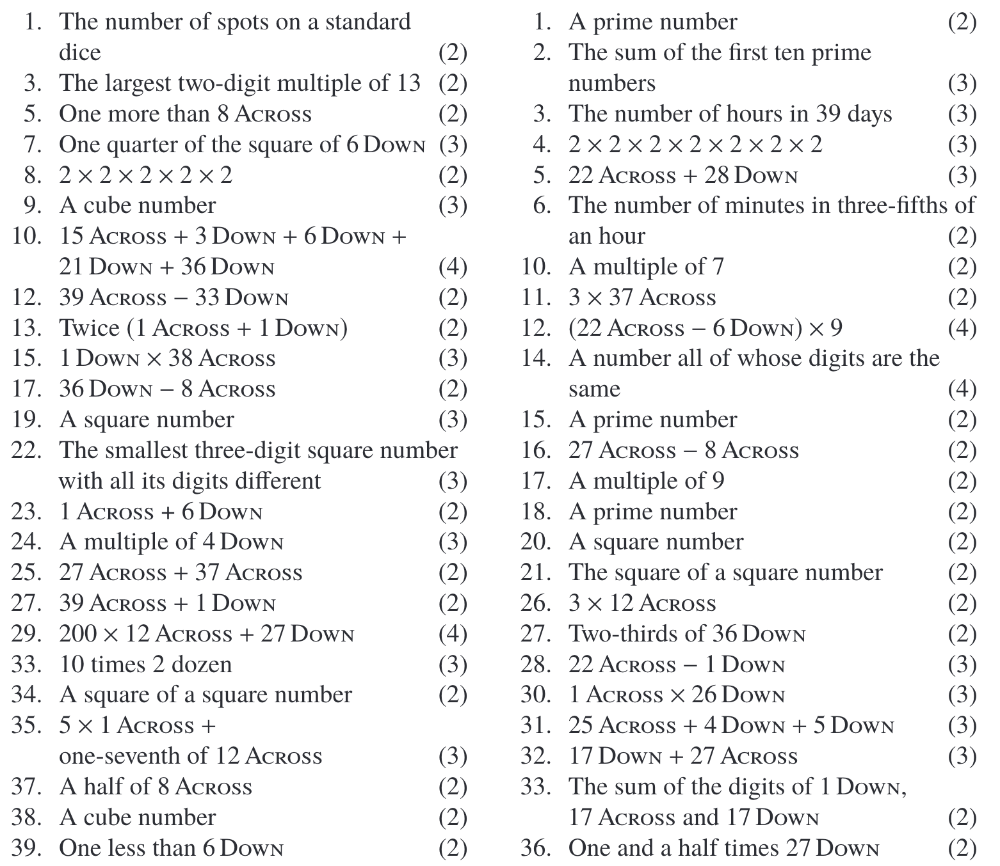 1. The number of spots on a standard
dice (2)
3. The largest two-digit multiple of 13 (2)
5. One more than 8 ACROSS (2)
7. One quarter of the square of 6 DOWN (3)
8. 2 × 2 × 2 × 2 × 2 (2)
9. A cube number (3)
10. 15 ACROSS + 3 DOWN + 6 DOWN +
21 DOWN + 36 DOWN (4)
12. 39 ACROSS − 33 DOWN (2)
13. Twice (1 ACROSS + 1 DOWN) (2)
15. 1 DOWN × 38 ACROSS (3)
17. 36 DOWN − 8 ACROSS (2)
19. A square number (3)
22. The smallest three-digit square number
with all its digits different (3)
23. 1 ACROSS + 6 DOWN (2)
24. A multiple of 4 DOWN (3)
25. 27 ACROSS + 37 ACROSS (2)
27. 39 ACROSS + 1 DOWN (2)
29. 200 × 12 ACROSS + 27 DOWN (4)
33. 10 times 2 dozen (3)
34. A square of a square number (2)
35. 5 × 1 ACROSS +
one-seventh of 12 ACROSS (3)
37. A half of 8 ACROSS (2)
38. A cube number (2)
39. One less than 6 DOWN (2)
1. A prime number (2)
2. The sum of the first ten prime
numbers (3)
3. The number of hours in 39 days (3)
4. 2 × 2 × 2 × 2 × 2 × 2 × 2 (3)
5. 22 ACROSS + 28 DOWN (3)
6. The number of minutes in three-fifths of
an hour (2)
10. A multiple of 7 (2)
11. 3 × 37 ACROSS (2)
12. (22 ACROSS − 6 DOWN) × 9 (4)
14. A number all of whose digits are the
same (4)
15. A prime number (2)
16. 27 ACROSS − 8 ACROSS (2)
17. A multiple of 9 (2)
18. A prime number (2)
20. A square number (2)
21. The square of a square number (2)
26. 3 × 12 ACROSS (2)
27. Two-thirds of 36 DOWN (2)
28. 22 ACROSS − 1 DOWN (3)
30. 1 ACROSS × 26 DOWN (3)
31. 25 ACROSS + 4 DOWN + 5 DOWN (3)
32. 17 DOWN + 27 ACROSS (3)
33. The sum of the digits of 1 DOWN,
17 ACROSS and 17 DOWN (2)
36. One and a half times 27 DOWN (2)